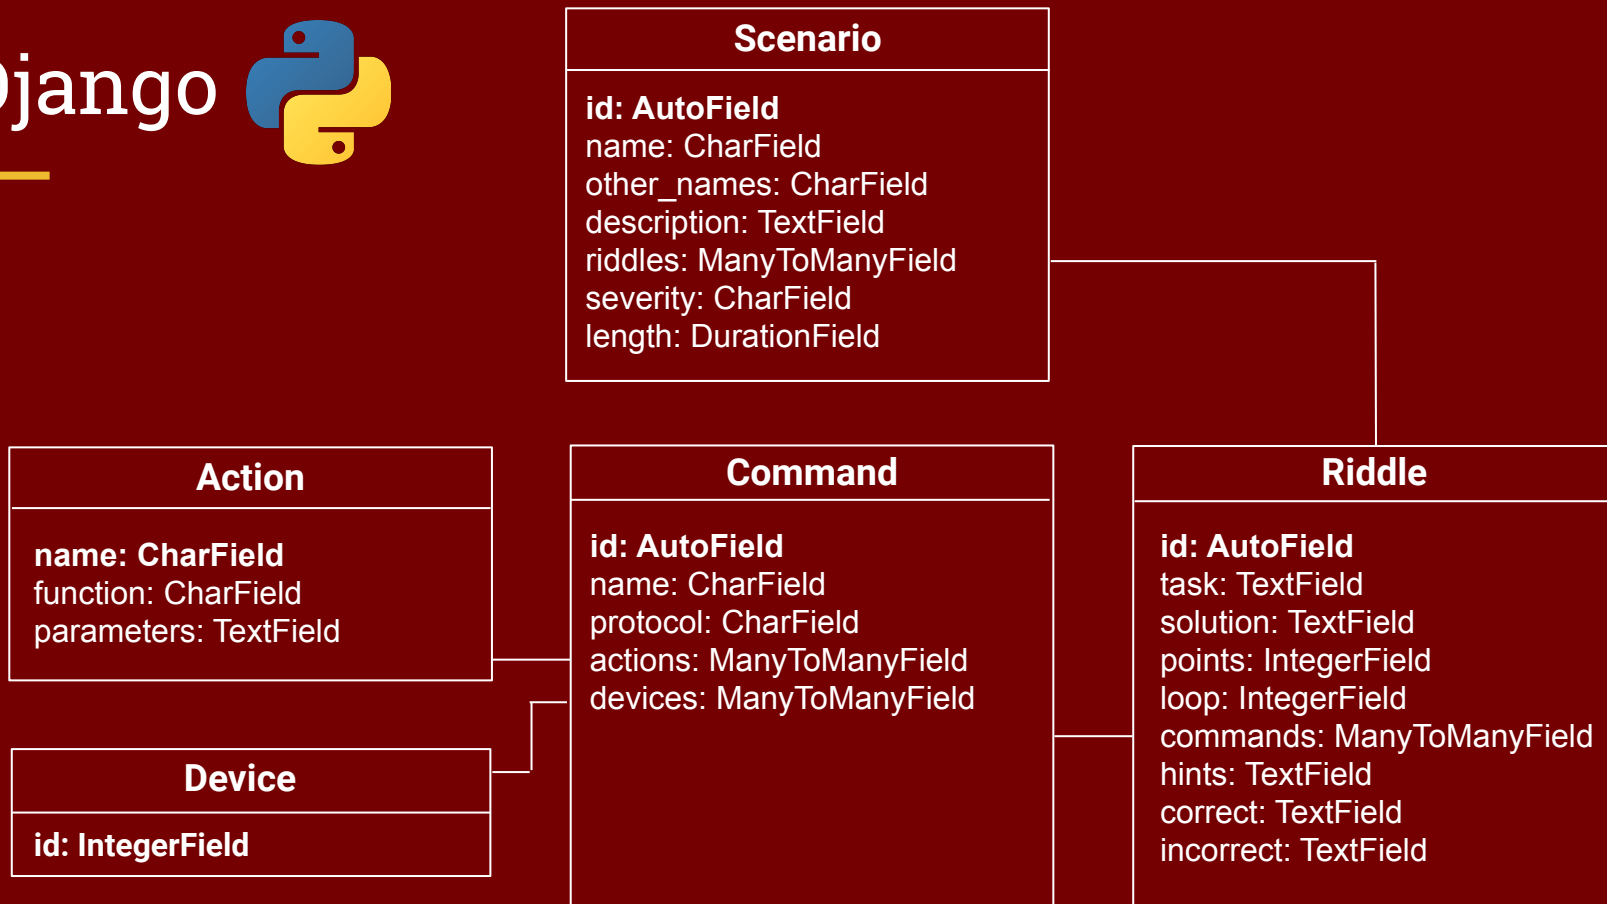 Django
Scenario
id: AutoField
name: CharField
other_names: CharField
description: TextField
riddles: ManyToManyField
severity: CharField
length: DurationField
Action
name: CharField
function: CharField
parameters: TextField
Device
id: IntegerField
Command
id: AutoField
name: CharField
protocol: CharField
actions: ManyToManyField
devices: ManyToManyField
Riddle
id: AutoField
task: TextField
solution: TextField
points: IntegerField
loop: IntegerField
commands: ManyToManyField
hints: TextField
correct: TextField
incorrect: TextField